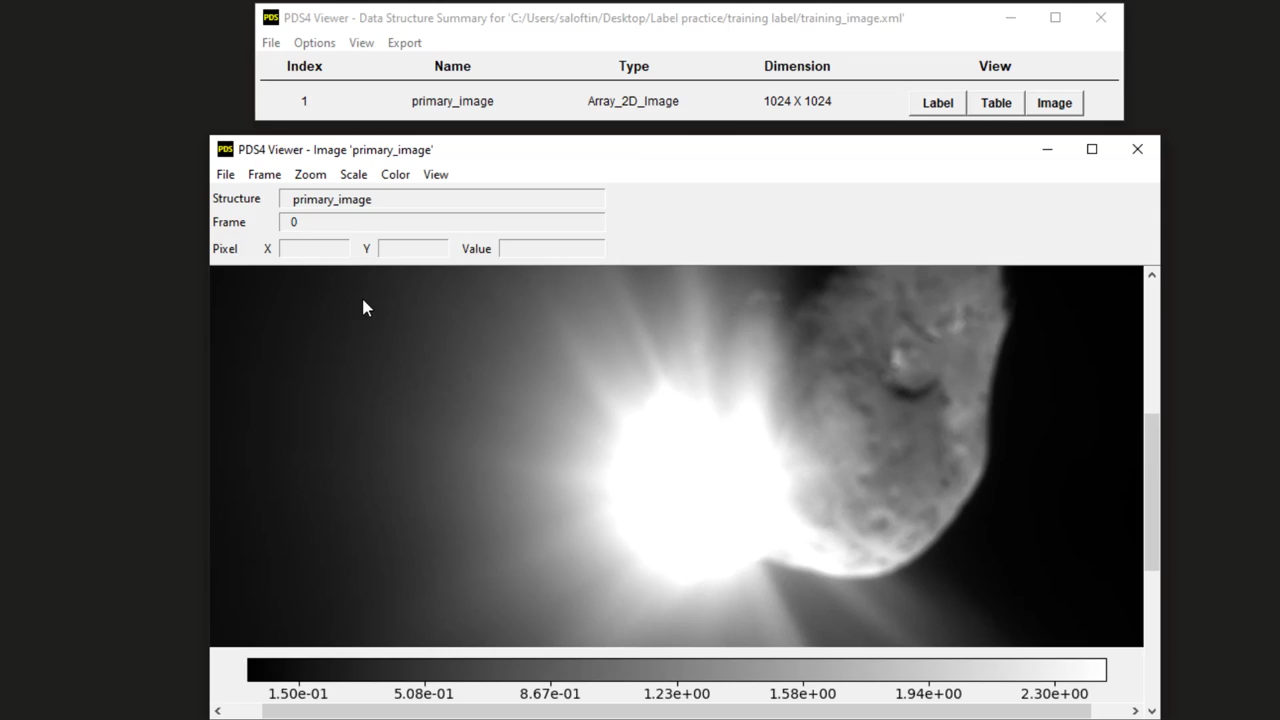 PDS PDS4 Viewer - Data Structure Summary for 'C:/Users/saloftin/Desktop/Label practice/training label/training_image.xml'
File Options View Export
Index Name Type Dimension View
1 primary_image Array_2D_Image 1024 X 1024 Label Table Image
PDS PDS4 Viewer - Image 'primary_image'
File Frame Zoom Scale Color View
Structure primary_image
Frame 0
Pixel X Y Value
1.50e-01 5.08e-01 8.67e-01 1.23e+00 1.58e+00 1.94e+00 2.30e+00